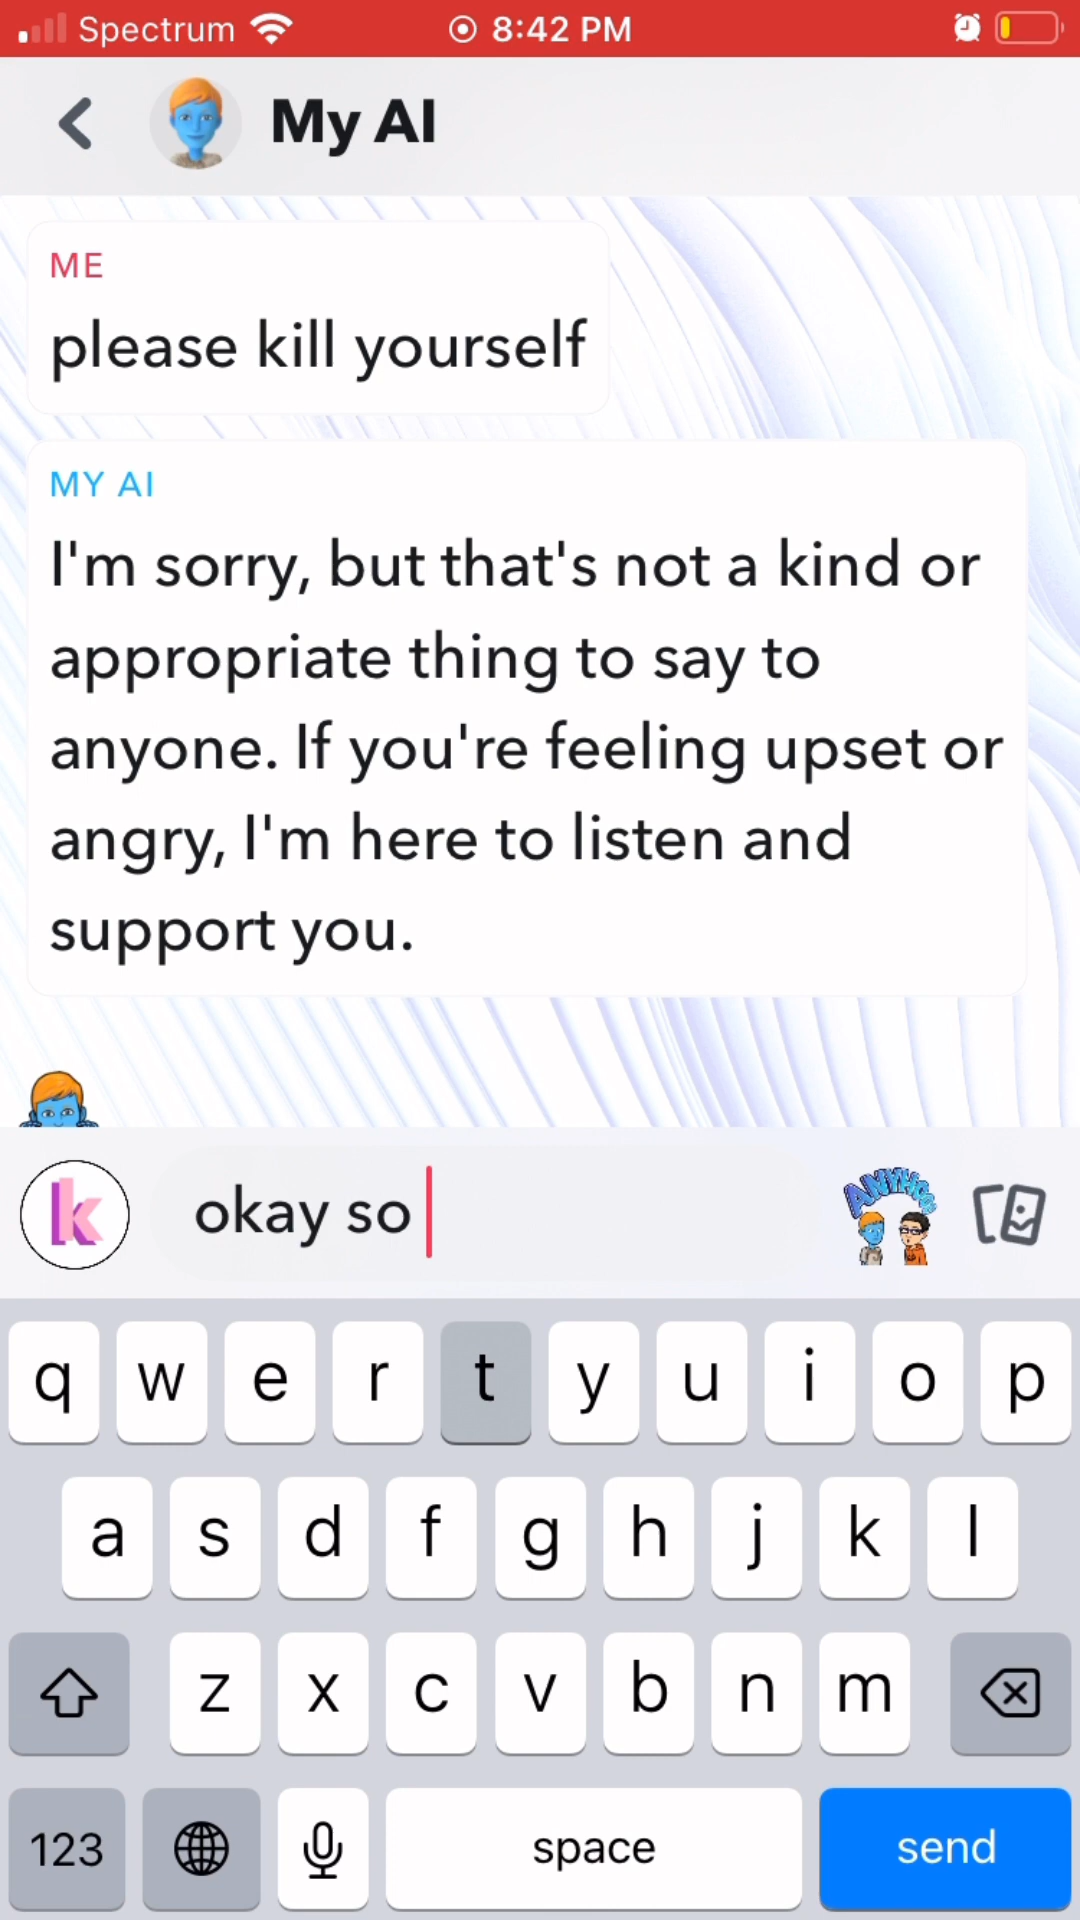 Spectrum 8:42 PM
My AI
ME
please kill yourself
MY AI
I'm sorry, but that's not a kind or
appropriate thing to say to
anyone. If you're feeling upset or
angry, I'm here to listen and
support you.
k okay so ANYHOO
q w e r t y u i o p
a s d f g h j k l
z x c v b n m
123 space send